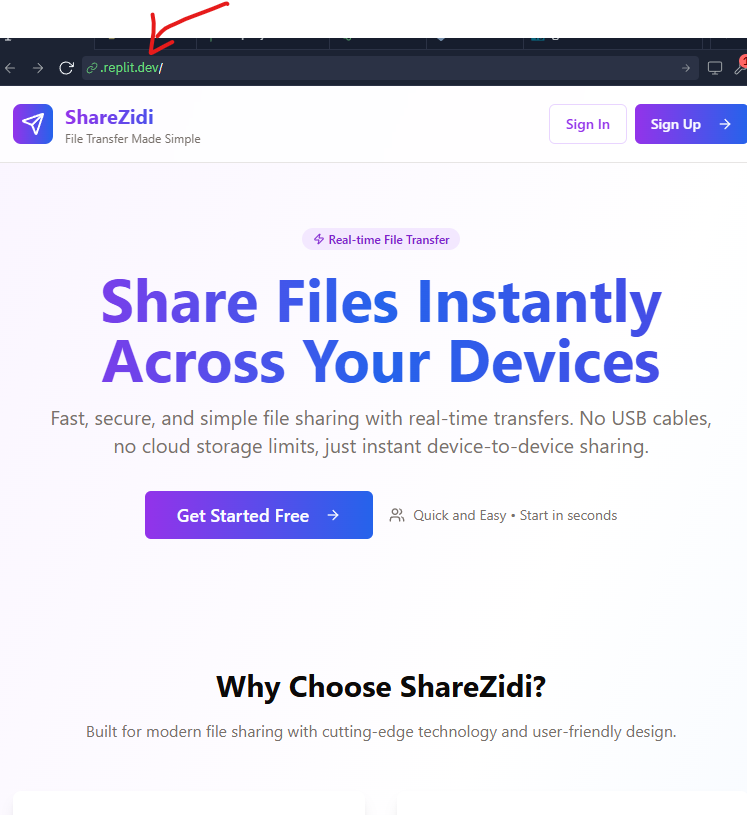 .replit.dev/
ShareZidi
File Transfer Made Simple
Sign In
Sign Up
Real-time File Transfer
Share Files Instantly
Across Your Devices
Fast, secure, and simple file sharing with real-time transfers. No USB cables,
no cloud storage limits, just instant device-to-device sharing.
Get Started Free
Quick and Easy • Start in seconds
Why Choose ShareZidi?
Built for modern file sharing with cutting-edge technology and user-friendly design.